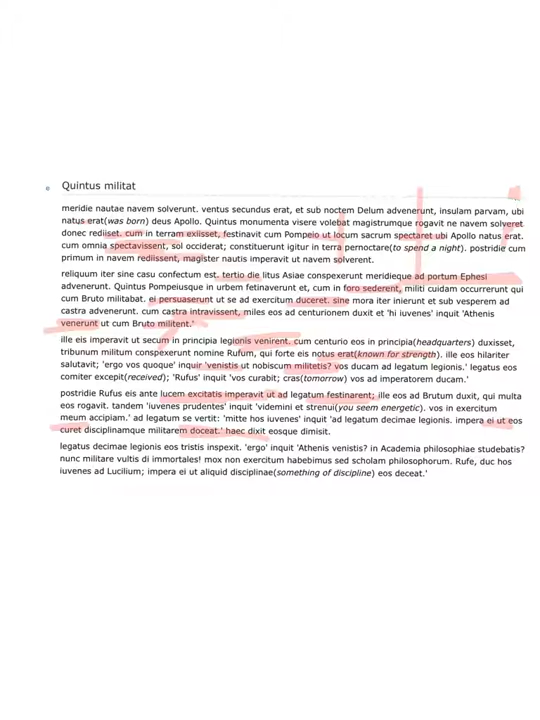 e Quintus militat
meridie nautae navem solverunt. ventus secundus erat, et sub noctem Delum advenerunt, insulam parvam, ubi
natus erat(was born) deus Apollo. Quintus monumenta visere volebat magistrumque rogavit ne navem solveret
donec rediiset. cum in terram exiisset, festinavit cum Pompeio ut locum sacrum spectaret ubi Apollo natus erat.
cum omnia spectavissent, sol occiderat; constituerunt igitur in terra pernoctare(to spend a night). postridie cum
primum in navem rediissent, magister nautis imperavit ut navem solverent.
reliquum iter sine casu confectum est. tertio die litus Asiae conspexerunt meridieque ad portum Ephesi
advenerunt. Quintus Pompeiusque in urbem fetinaverunt et, cum in foro sederent, militi cuidam occurrerunt qui
cum Bruto militabat. ei persuaserunt ut se ad exercitum duceret. sine mora iter inierunt et sub vesperem ad
castra advenerunt. cum castra intravissent, miles eos ad centurionem duxit et 'hi iuvenes' inquit 'Athenis
venerunt ut cum Bruto militent.'
ille eis imperavit ut secum in principia legionis venirent. cum centurio eos in principia(headquarters) duxisset,
tribunum militum conspexerunt nomine Rufum, qui forte eis notus erat(known for strength). ille eos hilariter
salutavit; 'ergo vos quoque' inquir 'venistis ut nobiscum militetis? vos ducam ad legatum legionis.' legatus eos
comiter excepit(received); 'Rufus' inquit 'vos curabit; cras(tomorrow) vos ad imperatorem ducam.'
postridie Rufus eis ante lucem excitatis imperavit ut ad legatum festinarent; ille eos ad Brutum duxit, qui multa
eos rogavit. tandem 'iuvenes prudentes' inquit 'videmini et strenui(you seem energetic). vos in exercitum
meum accipiam.' ad legatum se vertit: 'mitte hos iuvenes' inquit 'ad legatum decimae legionis. impera ei ut eos
curet disciplinamque militarem doceat.' haec dixit eosque dimisit.
legatus decimae legionis eos tristis inspexit. 'ergo' inquit 'Athenis venistis? in Academia philosophiae studebatis?
nunc militare vultis di immortales! mox non exercitum habebimus sed scholam philosophorum. Rufe, duc hos
iuvenes ad Lucilium; impera ei ut aliquid disciplinae(something of discipline) eos deceat.'